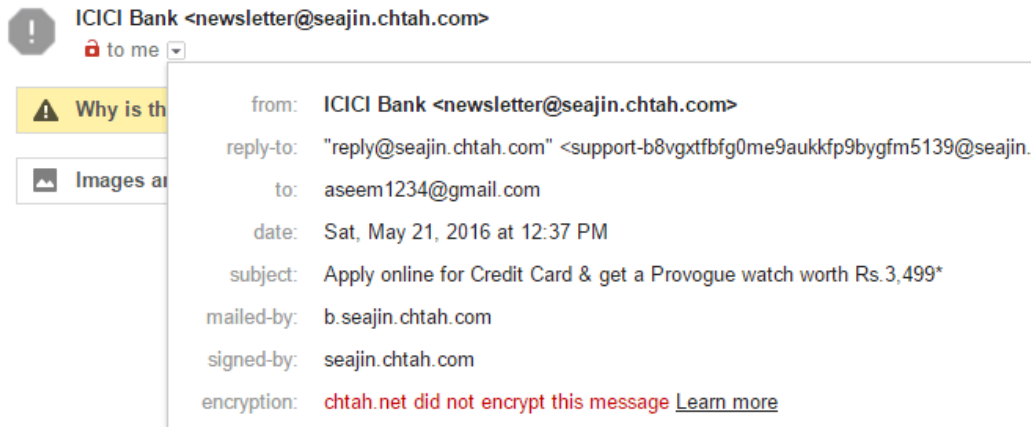 ICICI Bank <newsletter@seajin.chtah.com>
to me
Why is th
from: ICICI Bank <newsletter@seajin.chtah.com>
reply-to: "reply@seajin.chtah.com" <support-b8vgxtfbfg0me9aukkfp9bygfm5139@seajin.
Images ar
to: aseem1234@gmail.com
date: Sat, May 21, 2016 at 12:37 PM
subject: Apply online for Credit Card & get a Provogue watch worth Rs.3,499*
mailed-by: b.seajin.chtah.com
signed-by: seajin.chtah.com
encryption: chtah.net did not encrypt this message Learn more